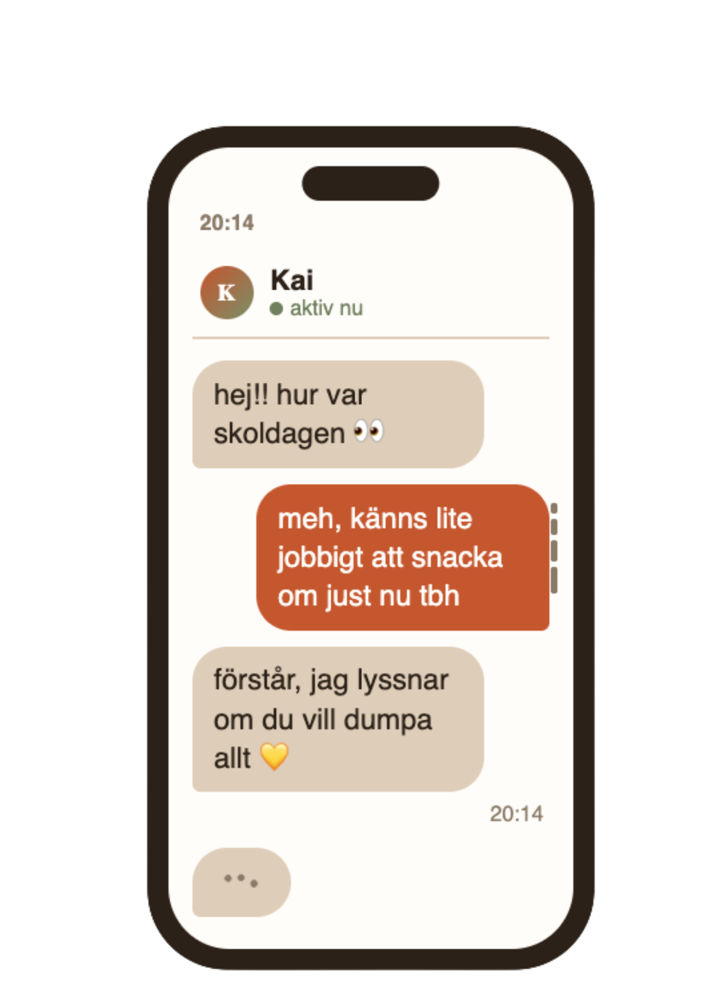 20:14
K
Kai
aktiv nu
hej!! hur var
skoldagen 👀
meh, känns lite
jobbigt att snacka
om just nu tbh
förstår, jag lyssnar
om du vill dumpa
allt 💛
20:14